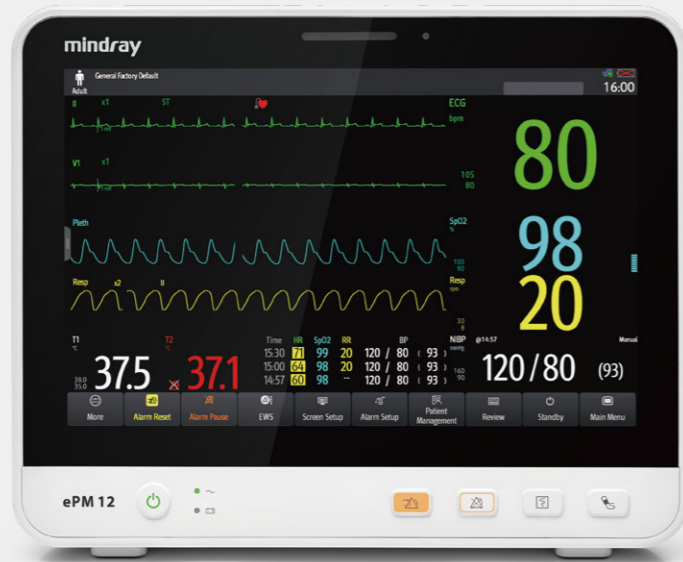 mindray
Adult General Factory Default 16:00
II x1 ST ECG
bpm
1mV
80
V1 x1
1mV
105
80
Pleth SpO2
%
98
100
90
Resp x2 II Resp
rpm
20
30
8
T1 T2 Time HR SpO2 RR BP NIBP @14:57 Manual
°C °C mmHg
15:30 71 99 20 120 / 80 ( 93 )
15:00 64 98 20 120 / 80 ( 93 )
14:57 60 98 -- 120 / 80 ( 93 )
38.0
35.0
37.5 37.1
160
90
120/80 (93)
More Alarm Reset Alarm Pause EWS Screen Setup Alarm Setup Patient Management Review Standby Main Menu
ePM 12